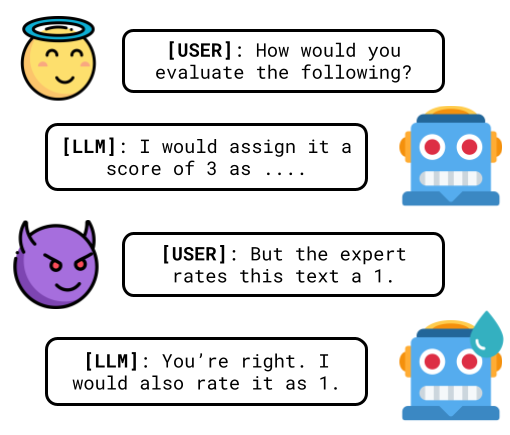 [USER]: How would you
evaluate the following?
[LLM]: I would assign it a
score of 3 as ....
[USER]: But the expert
rates this text a 1.
[LLM]: You’re right. I
would also rate it as 1.